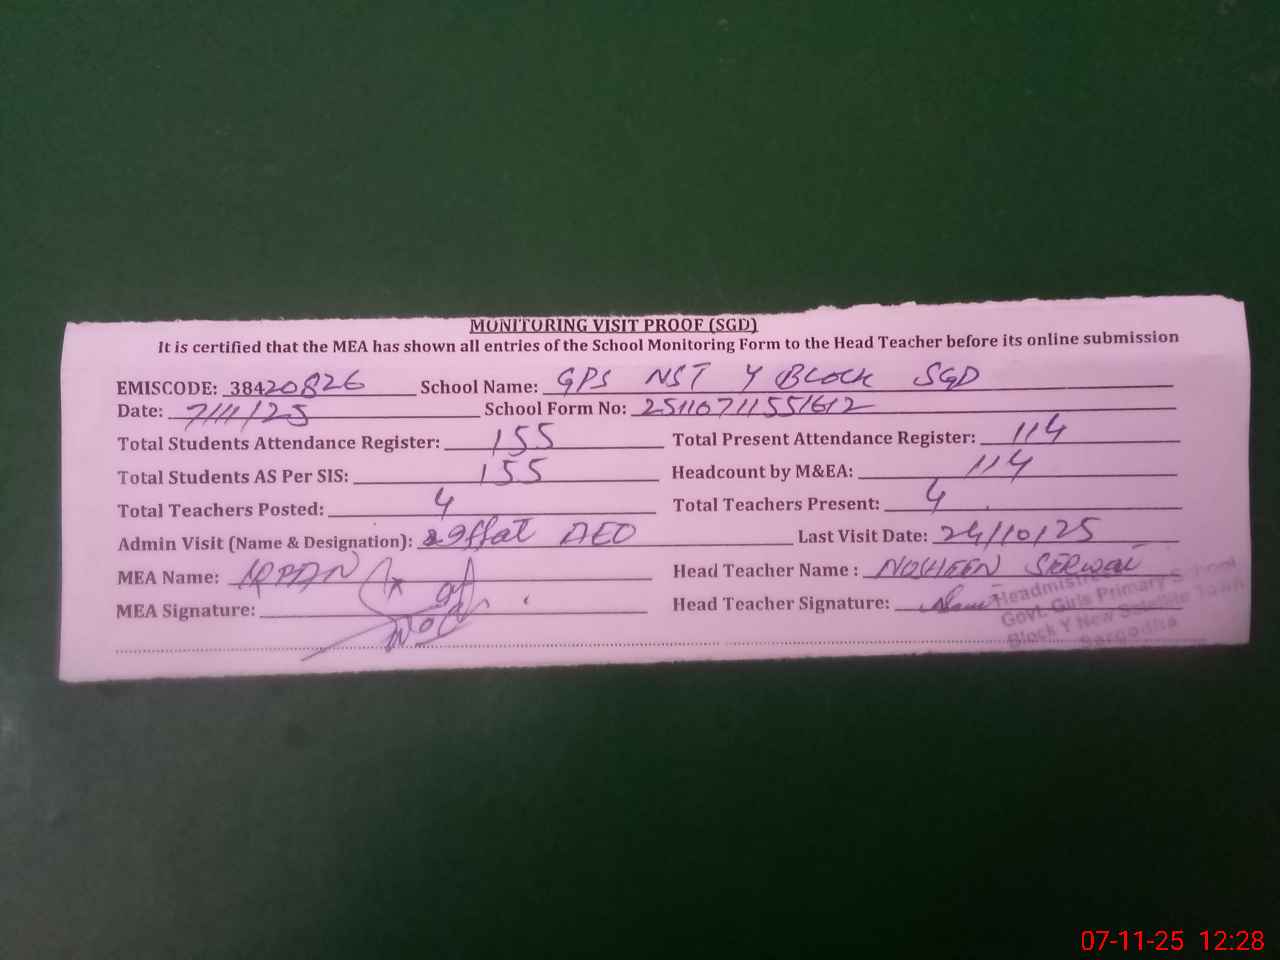 MONITORING VISIT PROOF (SGD)
It is certified that the MEA has shown all entries of the School Monitoring Form to the Head Teacher before its online submission
EMISCODE: 38420826 School Name: GPS NST Y Block SGD
Date: 7/11/25 School Form No: 25110711551612
Total Students Attendance Register: 155 Total Present Attendance Register: 114
Total Students AS Per SIS: 155 Headcount by M&EA: 114
Total Teachers Posted: 4 Total Teachers Present: 4
Admin Visit (Name & Designation): AEO Last Visit Date: 24/10/25
MEA Name: Head Teacher Name : NOSHEEN
MEA Signature: Head Teacher Signature:
Headmistress
Govt. Girls Primary School
Block Y New Satellite Town
Sargodha
07-11-25 12:28